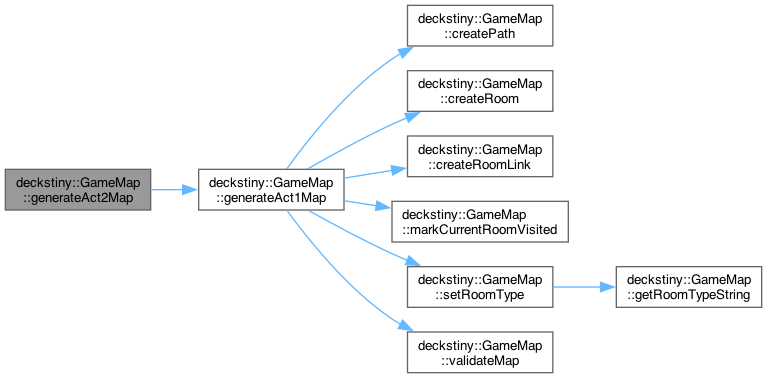 deckstiny::GameMap
::generateAct2Map
deckstiny::GameMap
::generateAct1Map
deckstiny::GameMap
::createPath
deckstiny::GameMap
::createRoom
deckstiny::GameMap
::createRoomLink
deckstiny::GameMap
::markCurrentRoomVisited
deckstiny::GameMap
::setRoomType
deckstiny::GameMap
::getRoomTypeString
deckstiny::GameMap
::validateMap